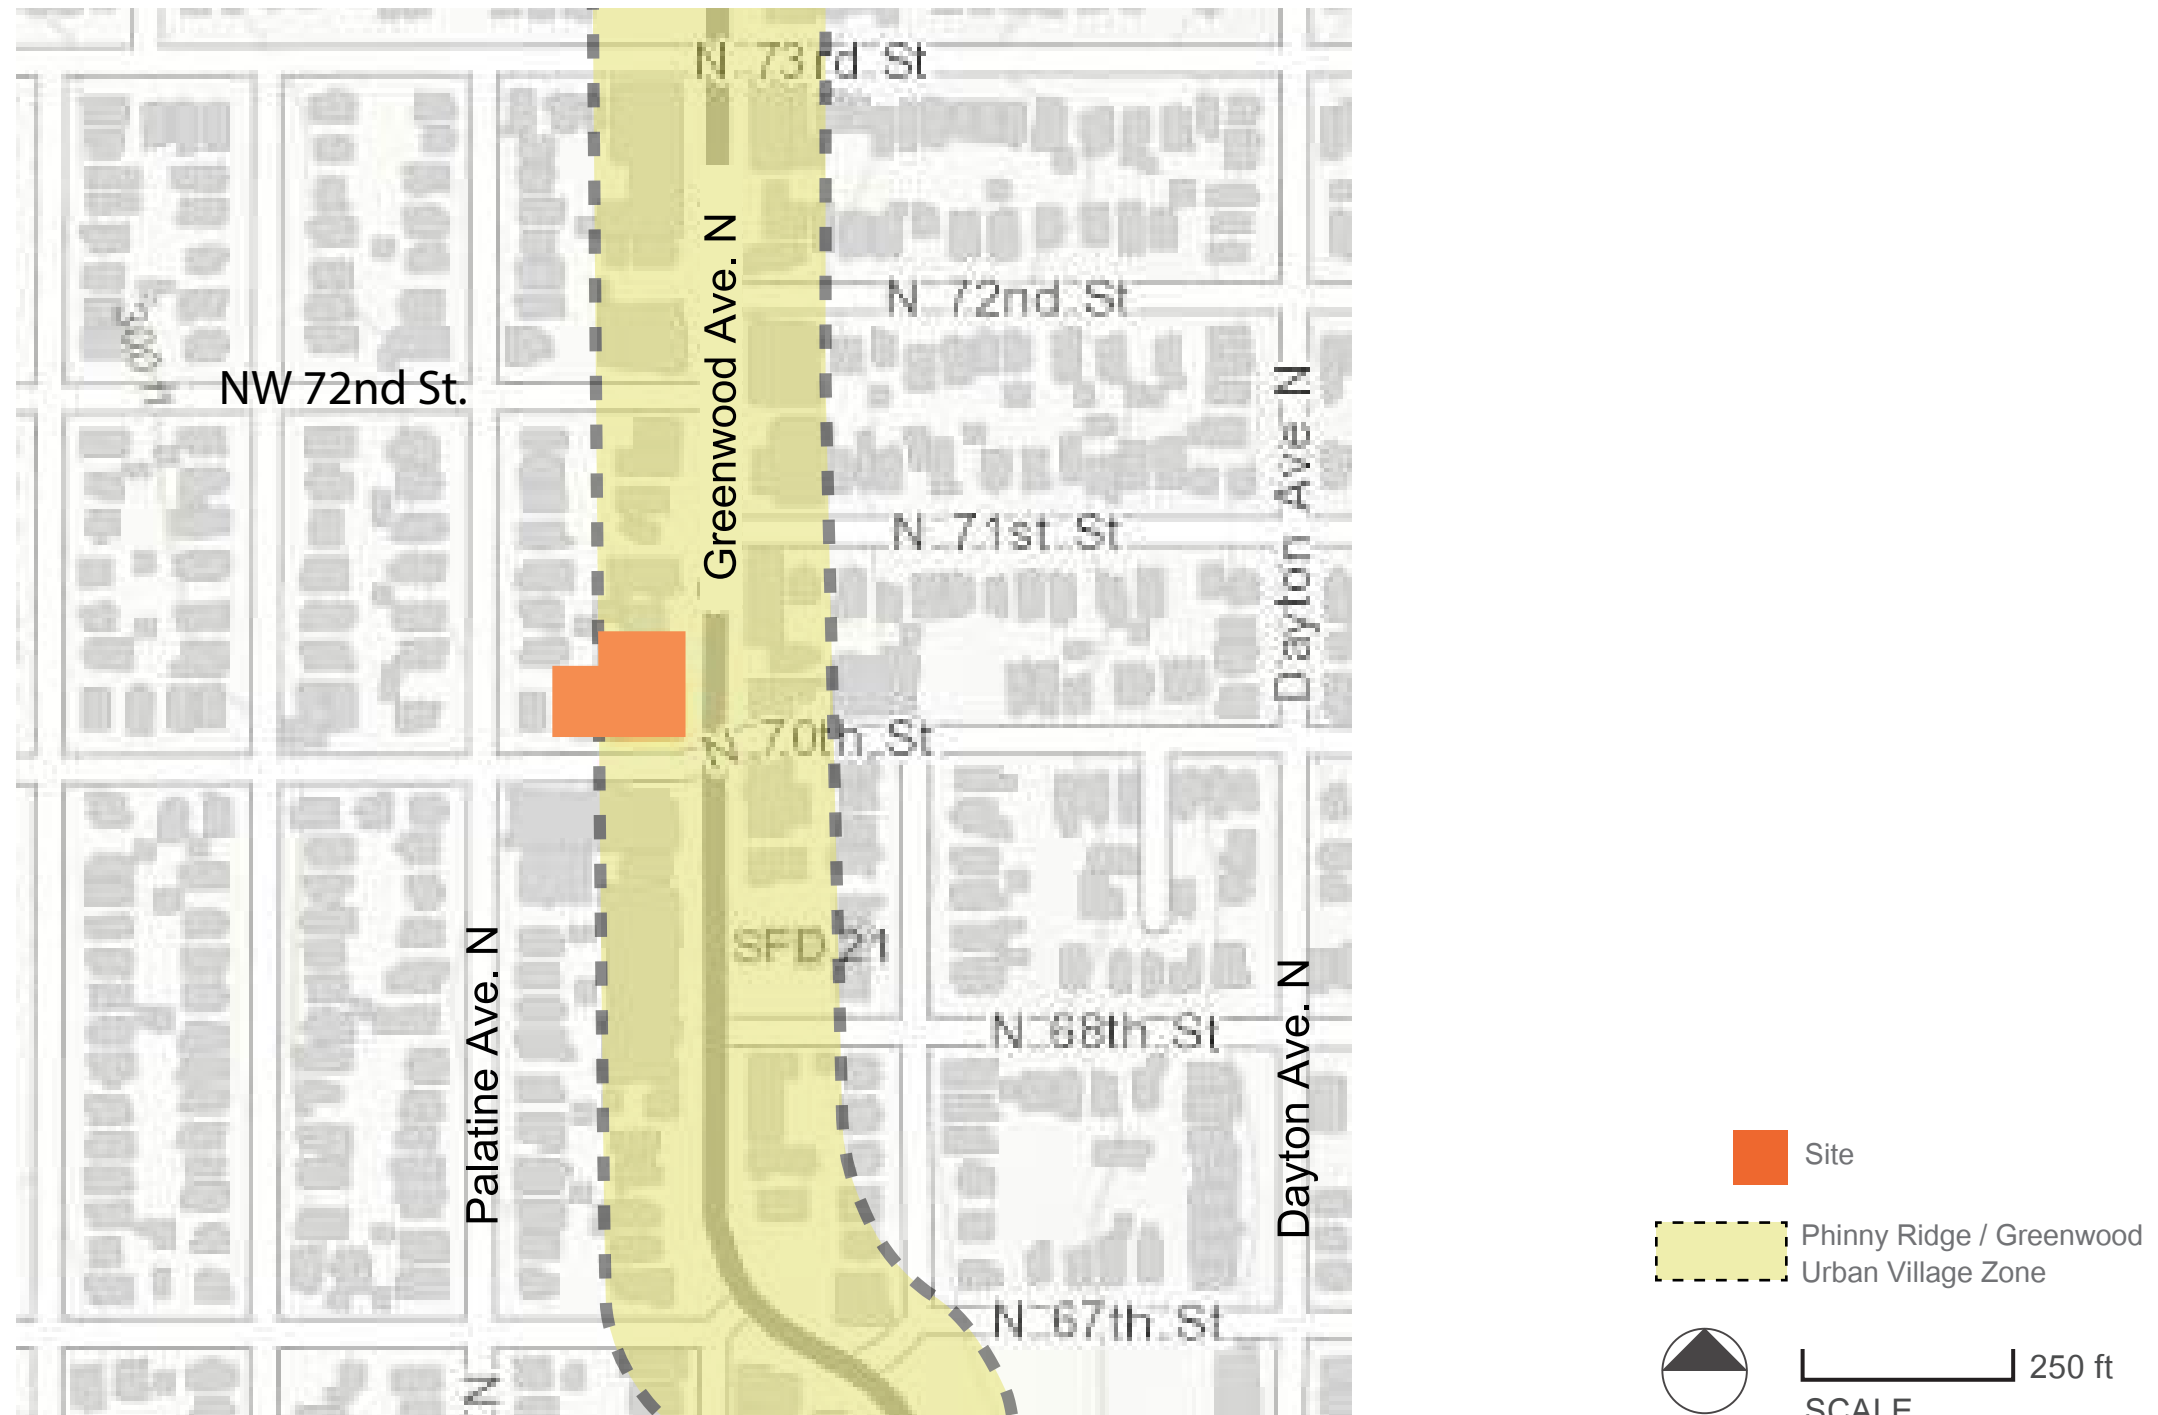 N 73rd St
Greenwood Ave. N
N 72nd St
NW 72nd St.
Dayton Ave N
N 71st St
N 70th St
SFD 21
Palatine Ave. N
Dayton Ave. N
N 68th St
N 67th St
N
Site
Phinny Ridge / Greenwood
Urban Village Zone
250 ft
SCALE